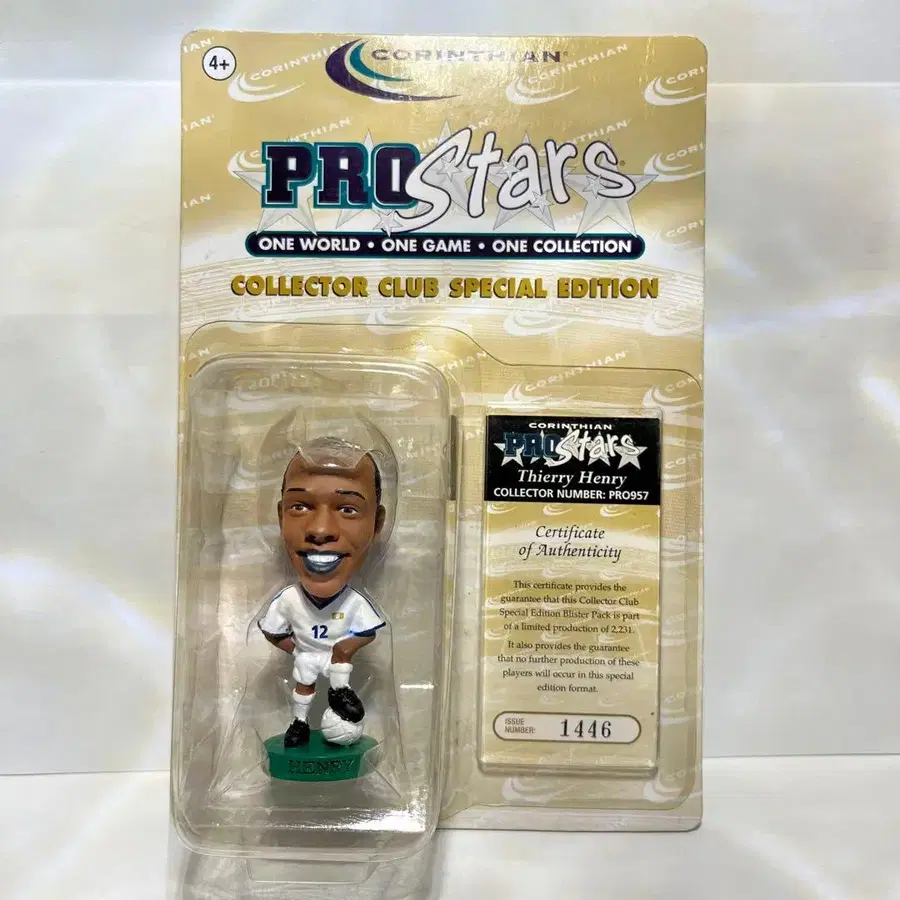 4+
CORINTHIAN
PROStars
ONE WORLD • ONE GAME • ONE COLLECTION
COLLECTOR CLUB SPECIAL EDITION
CORINTHIAN
PROStars
Thierry Henry
COLLECTOR NUMBER: PRO957
Certificate
of Authenticity
This certificate provides the
guarantee that this Collector Club
Special Edition Blister Pack is part
of a limited production of 2,231.
It also provides the guarantee
that no further production of these
players will occur in this special
edition format.
ISSUE
NUMBER:
1446
12
HENRY